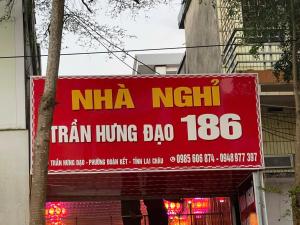 NHÀ NGHỈ
TRẦN HƯNG ĐẠO 186
TRẦN HƯNG ĐẠO - PHƯỜNG ĐOÀN KẾT - TỈNH LAI CHÂU 0985 606 874 - 0948 977 397